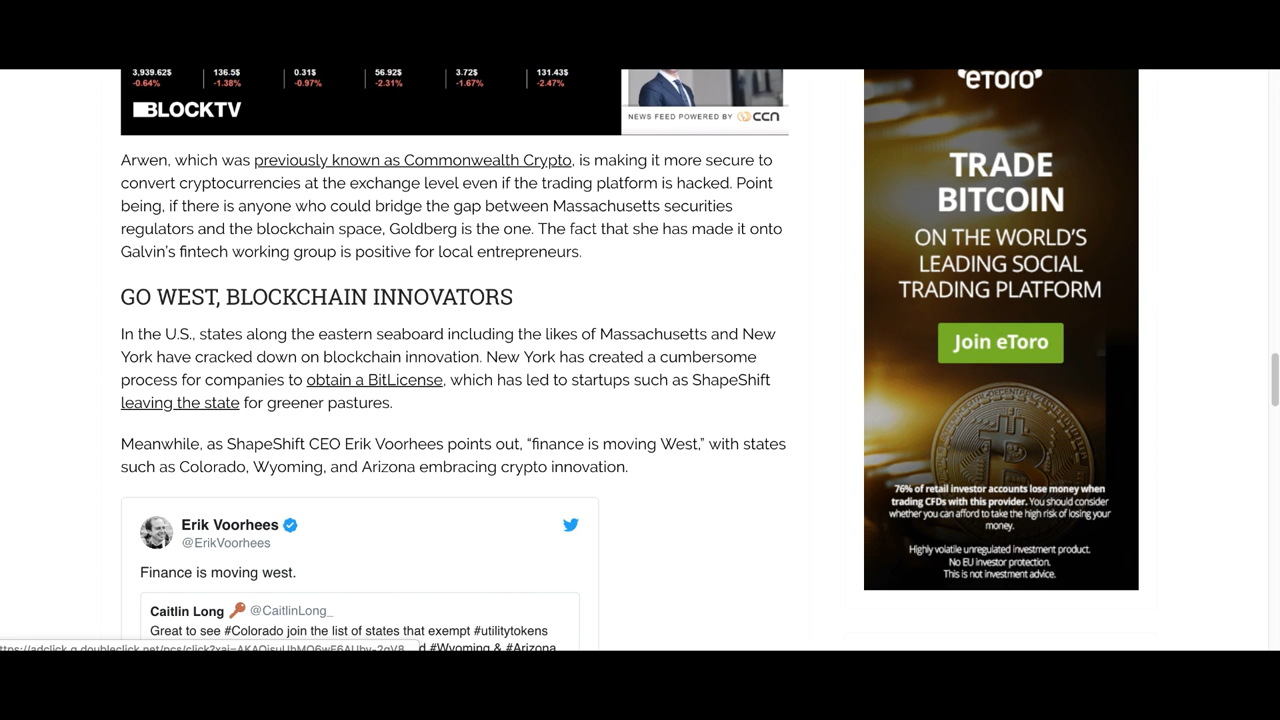 3,939.62$ 136.5$ 0.31$ 56.92$ 3.72$ 131.43$
-0.64% -1.38% -0.97% -2.31% -1.67% -2.47%
BLOCKTV
NEWS FEED POWERED BY CCN
Arwen, which was previously known as Commonwealth Crypto, is making it more secure to
convert cryptocurrencies at the exchange level even if the trading platform is hacked. Point
being, if there is anyone who could bridge the gap between Massachusetts securities
regulators and the blockchain space, Goldberg is the one. The fact that she has made it onto
Galvin's fintech working group is positive for local entrepreneurs.
GO WEST, BLOCKCHAIN INNOVATORS
In the U.S., states along the eastern seaboard including the likes of Massachusetts and New
York have cracked down on blockchain innovation. New York has created a cumbersome
process for companies to obtain a BitLicense, which has led to startups such as ShapeShift
leaving the state for greener pastures.
Meanwhile, as ShapeShift CEO Erik Voorhees points out, “finance is moving West,” with states
such as Colorado, Wyoming, and Arizona embracing crypto innovation.
Erik Voorhees
@ErikVoorhees
Finance is moving west.
Caitlin Long @CaitlinLong_
Great to see #Colorado join the list of states that exempt #utilitytokens
#Wyoming & #Arizona
eToro
TRADE
BITCOIN
ON THE WORLD'S
LEADING SOCIAL
TRADING PLATFORM
Join eToro
76% of retail investor accounts lose money when
trading CFDs with this provider. You should consider
whether you can afford to take the high risk of losing your
money.
Highly volatile unregulated investment product.
No EU investor protection.
This is not investment advice.